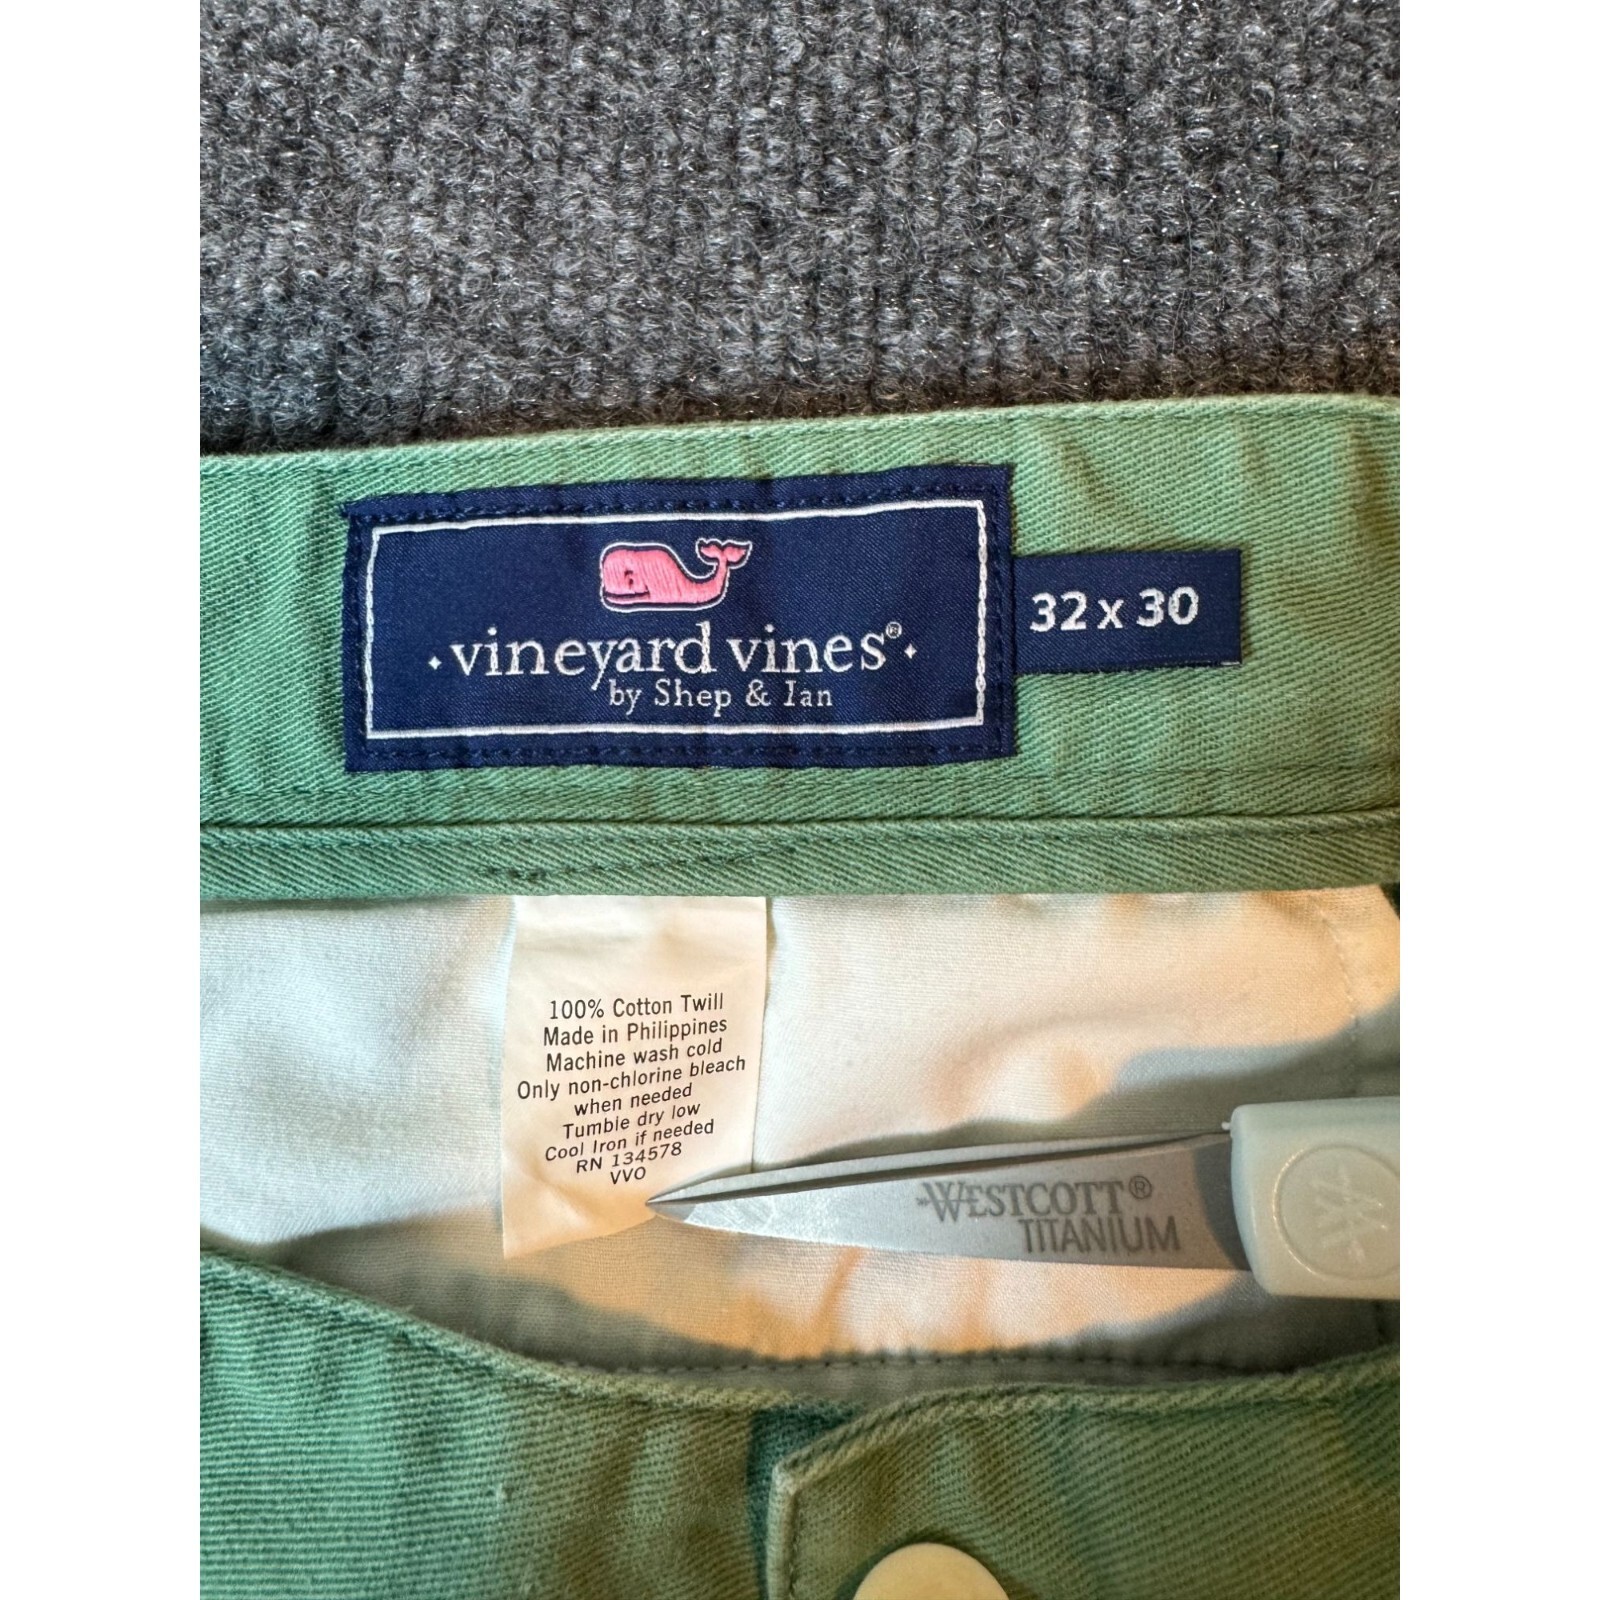 vineyard vines®
by Shep & Ian
32 x 30
100% Cotton Twill
Made in Philippines
Machine wash cold
Only non-chlorine bleach
when needed
Tumble dry low
Cool Iron if needed
RN 134578
VVO
WESTCOTT®
TITANIUM